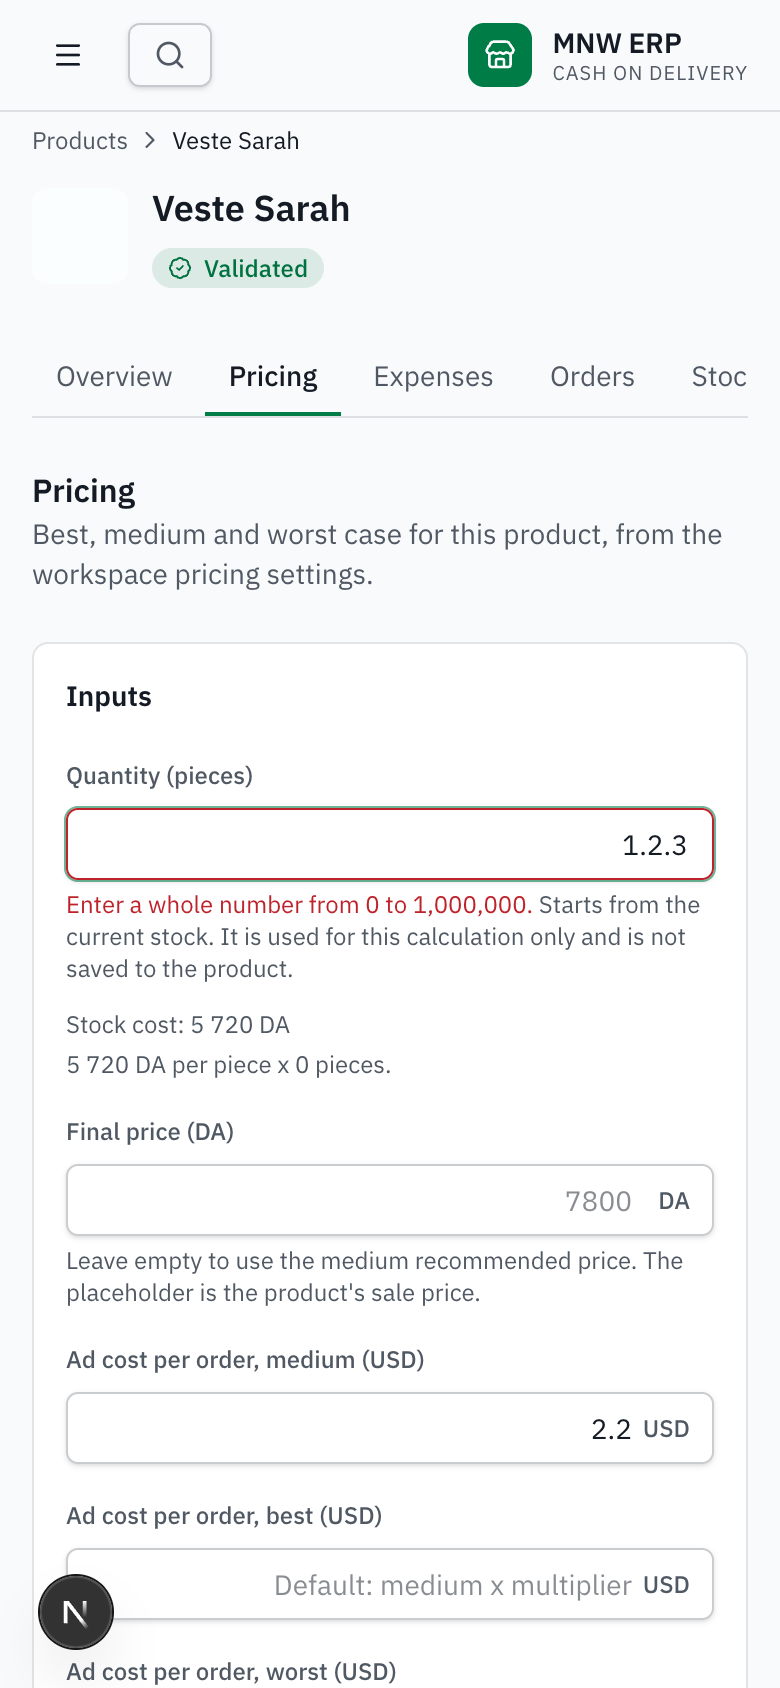 MNW ERP
CASH ON DELIVERY
Products > Veste Sarah
Veste Sarah
Validated
Overview Pricing Expenses Orders Stoc
Pricing
Best, medium and worst case for this product, from the
workspace pricing settings.
Inputs
Quantity (pieces)
1.2.3
Enter a whole number from 0 to 1,000,000. Starts from the
current stock. It is used for this calculation only and is not
saved to the product.
Stock cost: 5 720 DA
5 720 DA per piece x 0 pieces.
Final price (DA)
7800 DA
Leave empty to use the medium recommended price. The
placeholder is the product's sale price.
Ad cost per order, medium (USD)
2.2 USD
Ad cost per order, best (USD)
Default: medium x multiplier USD
N
Ad cost per order, worst (USD)